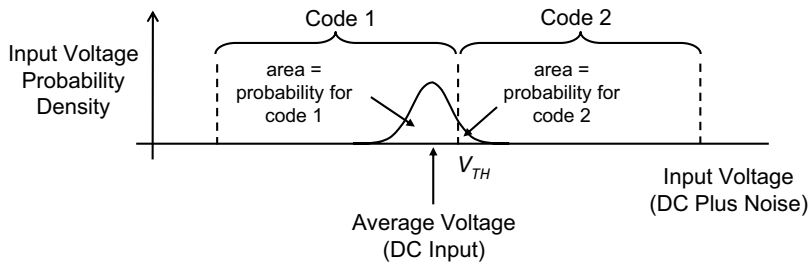 Code 1
Code 2
Input Voltage
Probability
Density
area =
probability for
code 1
area =
probability for
code 2
V_TH
Input Voltage
(DC Plus Noise)
Average Voltage
(DC Input)